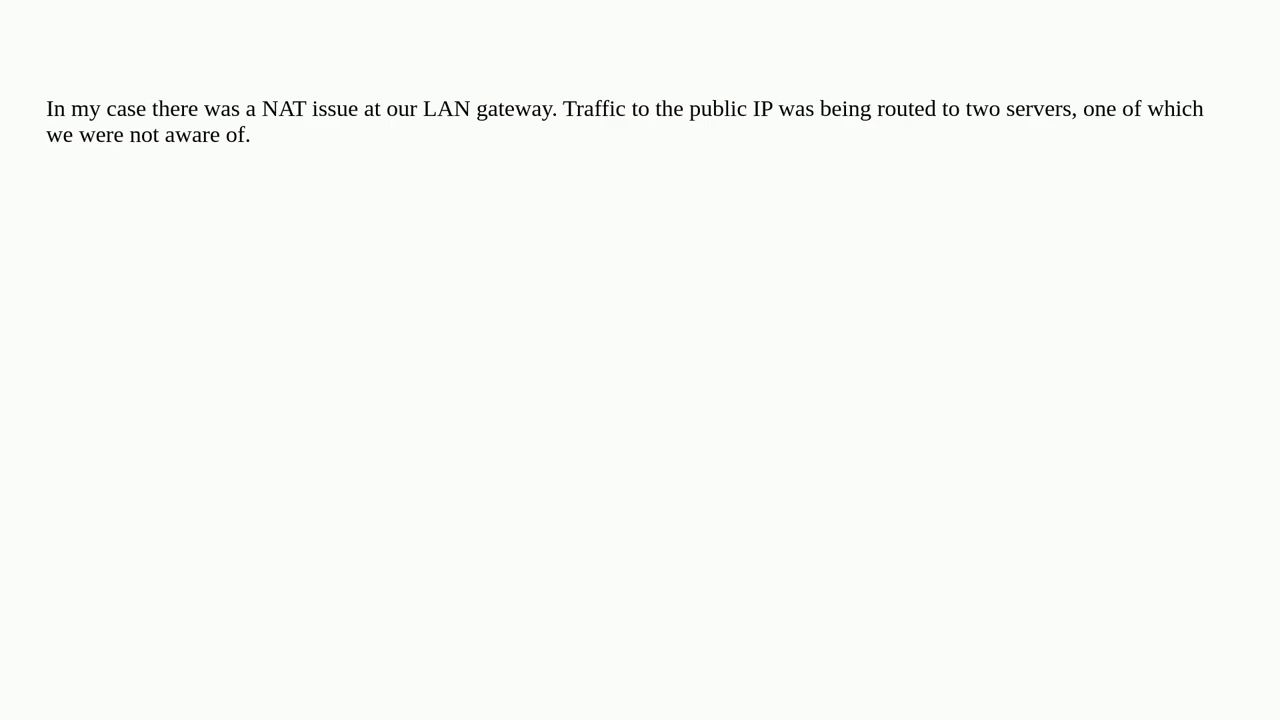 In my case there was a NAT issue at our LAN gateway. Traffic to the public IP was being routed to two servers, one of which
we were not aware of.